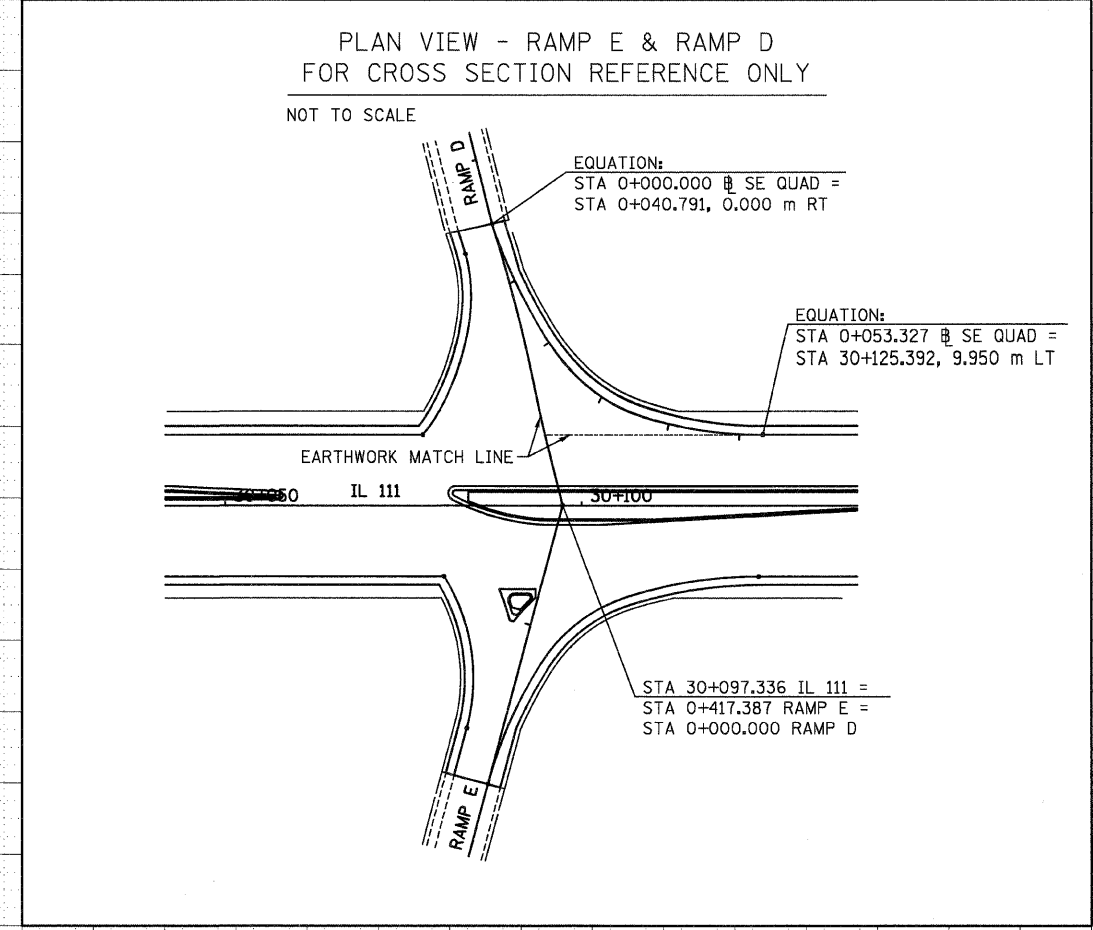 PLAN VIEW - RAMP E & RAMP D
FOR CROSS SECTION REFERENCE ONLY
NOT TO SCALE
RAMP D
EQUATION:
STA 0+000.000 ⅊ SE QUAD =
STA 0+040.791, 0.000 m RT
EQUATION:
STA 0+053.327 ⅊ SE QUAD =
STA 30+125.392, 9.950 m LT
EARTHWORK MATCH LINE
30+050
IL 111
30+100
STA 30+097.336 IL 111 =
STA 0+417.387 RAMP E =
STA 0+000.000 RAMP D
RAMP E